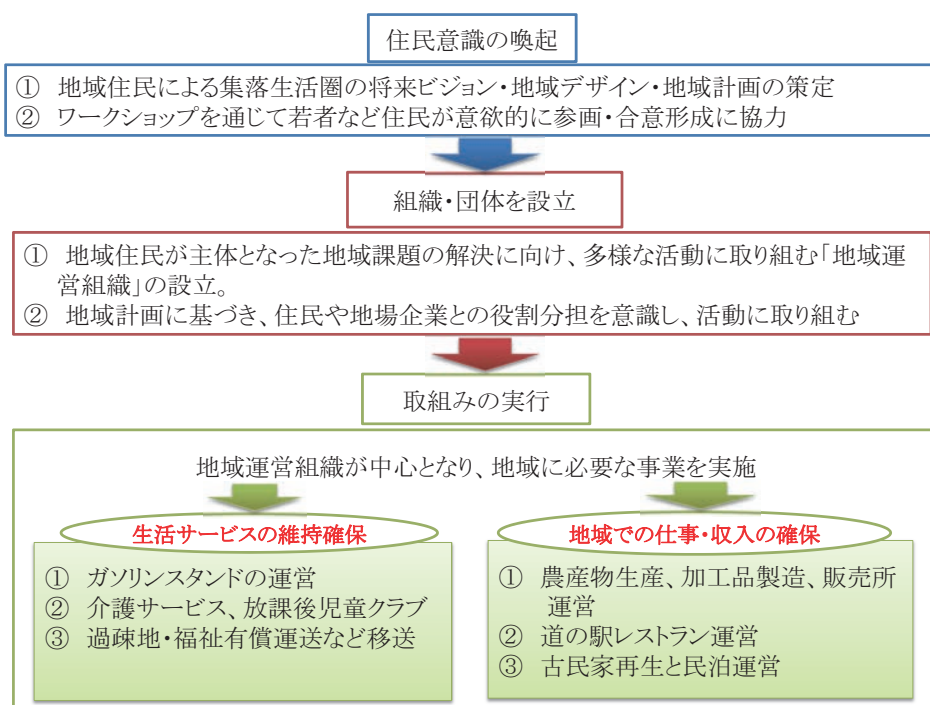 住民意識の喚起
① 地域住民による集落生活圏の将来ビジョン・地域デザイン・地域計画の策定
② ワークショップを通じて若者など住民が意欲的に参画・合意形成に協力
組織・団体を設立
① 地域住民が主体となった地域課題の解決に向け、多様な活動に取り組む「地域運
営組織」の設立。
② 地域計画に基づき、住民や地場企業との役割分担を意識し、活動に取り組む
取組みの実行
地域運営組織が中心となり、地域に必要な事業を実施
生活サービスの維持確保
① ガソリンスタンドの運営
② 介護サービス、放課後児童クラブ
③ 過疎地・福祉有償運送など移送
地域での仕事・収入の確保
① 農産物生産、加工品製造、販売所
運営
② 道の駅レストラン運営
③ 古民家再生と民泊運営